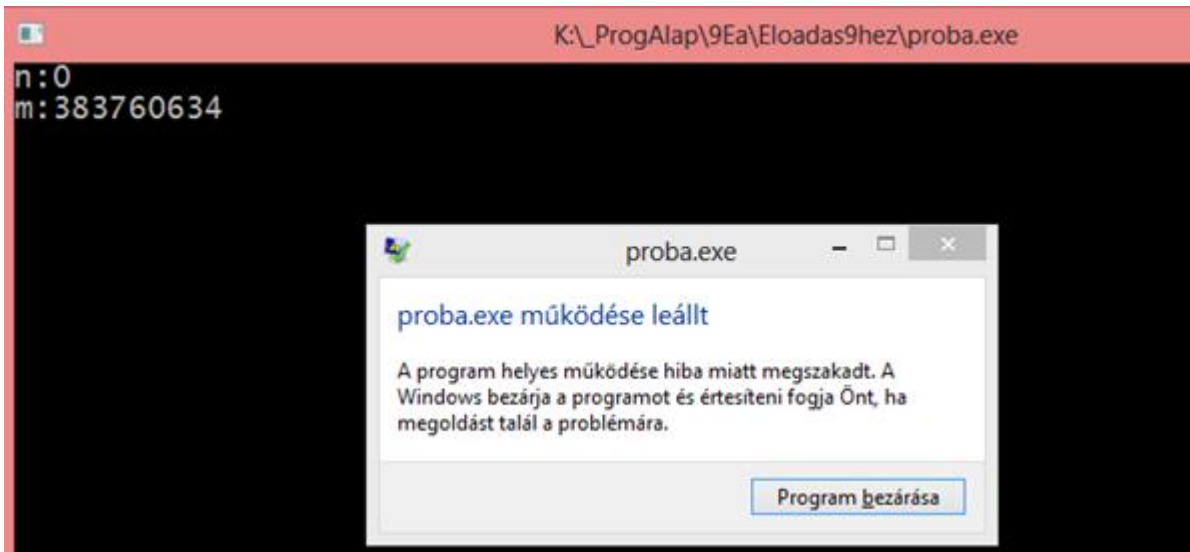 K:\_ProgAlap\9Ea\Eloadas9hez\proba.exe
n:0
m:383760634
proba.exe
proba.exe működése leállt
A program helyes működése hiba miatt megszakadt. A
Windows bezárja a programot és értesíteni fogja Önt, ha
megoldást talál a problémára.
Program bezárása